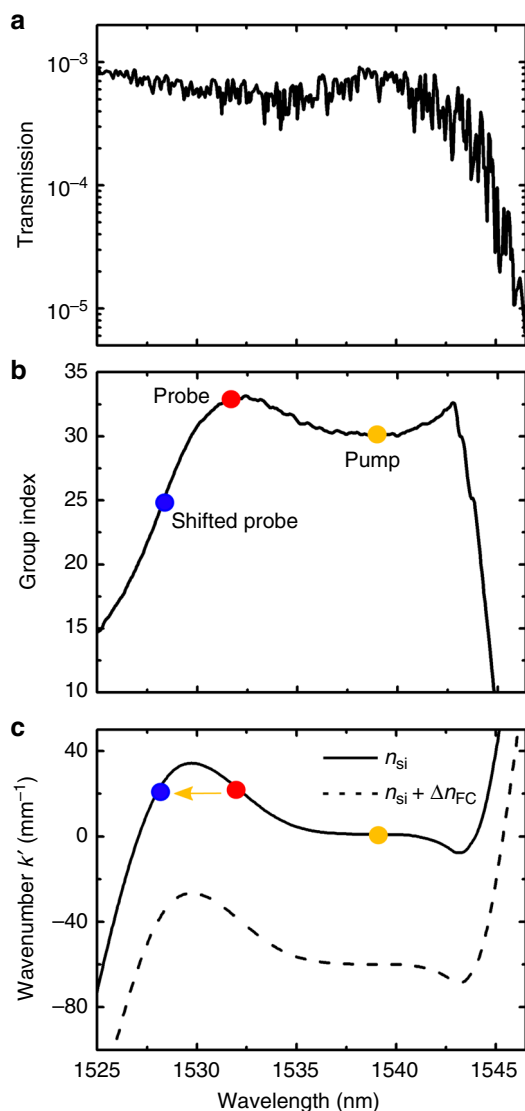 a
10⁻³
10⁻⁴
10⁻⁵
Transmission
b
35
30
25
20
15
10
Group index
Probe
Pump
Shifted probe
c
40
0
−40
−80
Wavenumber k′ (mm⁻¹)
n_si
n_si + Δn_FC
1525 1530 1535 1540 1545
Wavelength (nm)